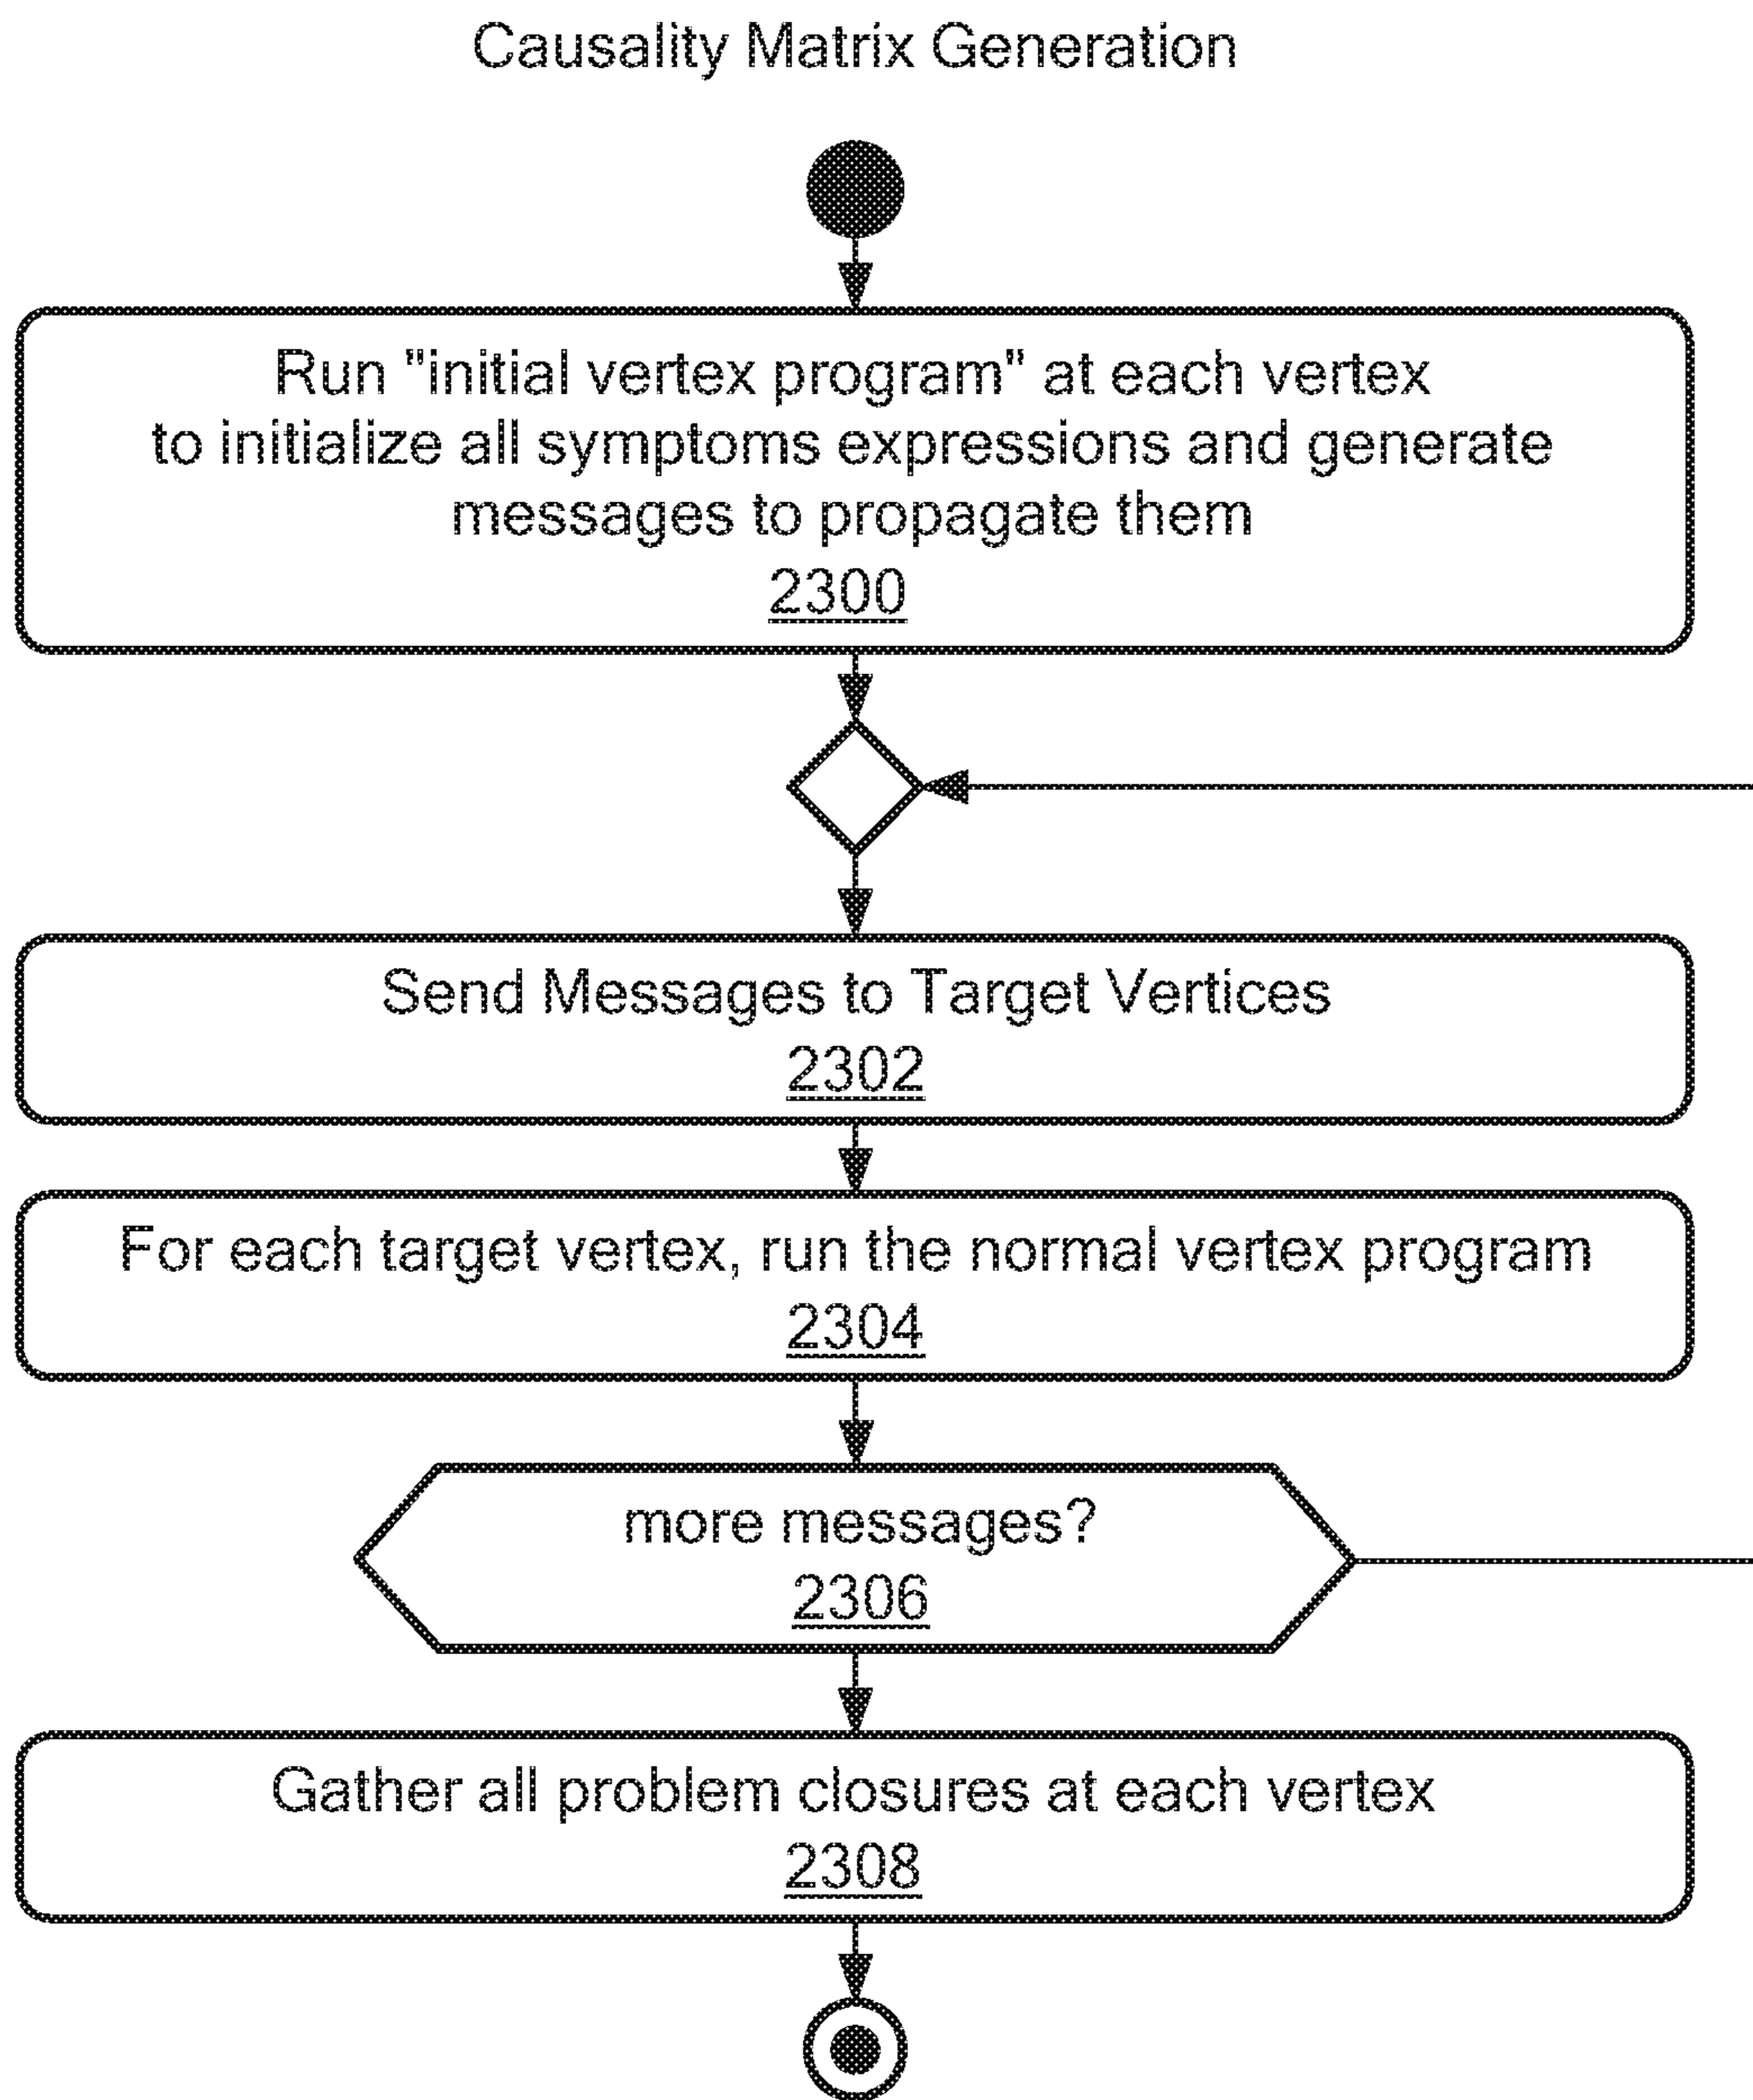 Causality Matrix Generation
Run "initial vertex program" at each vertex
to initialize all symptoms expressions and generate
messages to propagate them
2300
Send Messages to Target Vertices
2302
For each target vertex, run the normal vertex program
2304
more messages?
2306
Gather all problem closures at each vertex
2308